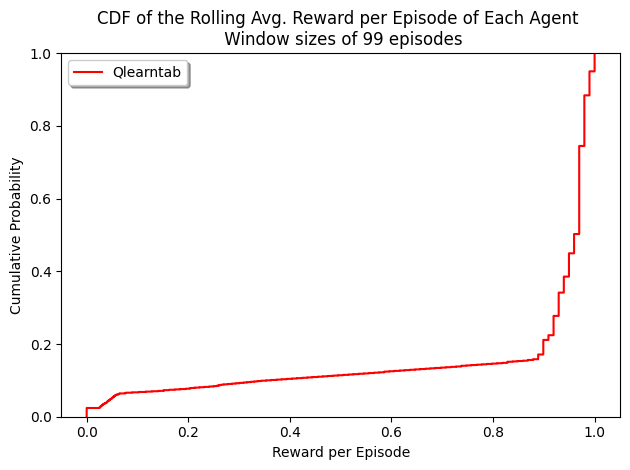 CDF of the Rolling Avg. Reward per Episode of Each Agent
Window sizes of 99 episodes
Qlearntab
Cumulative Probability
1.0
0.8
0.6
0.4
0.2
0.0
0.0 0.2 0.4 0.6 0.8 1.0
Reward per Episode